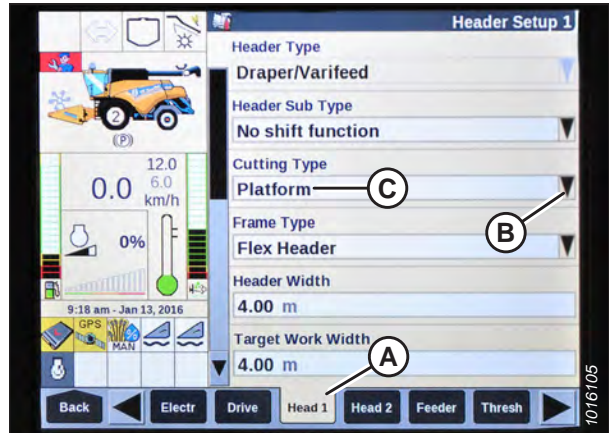 Header Setup 1
Header Type
Draper/Varifeed
Header Sub Type
No shift function
Cutting Type
Platform
C
B
Frame Type
Flex Header
Header Width
4.00 m
Target Work Width
4.00 m
A
2
(P)
12.0
0.0 6.0
km/h
0%
9:18 am - Jan 13, 2016
GPS
%
MAN
Back Electr Drive Head 1 Head 2 Feeder Thresh
1016105